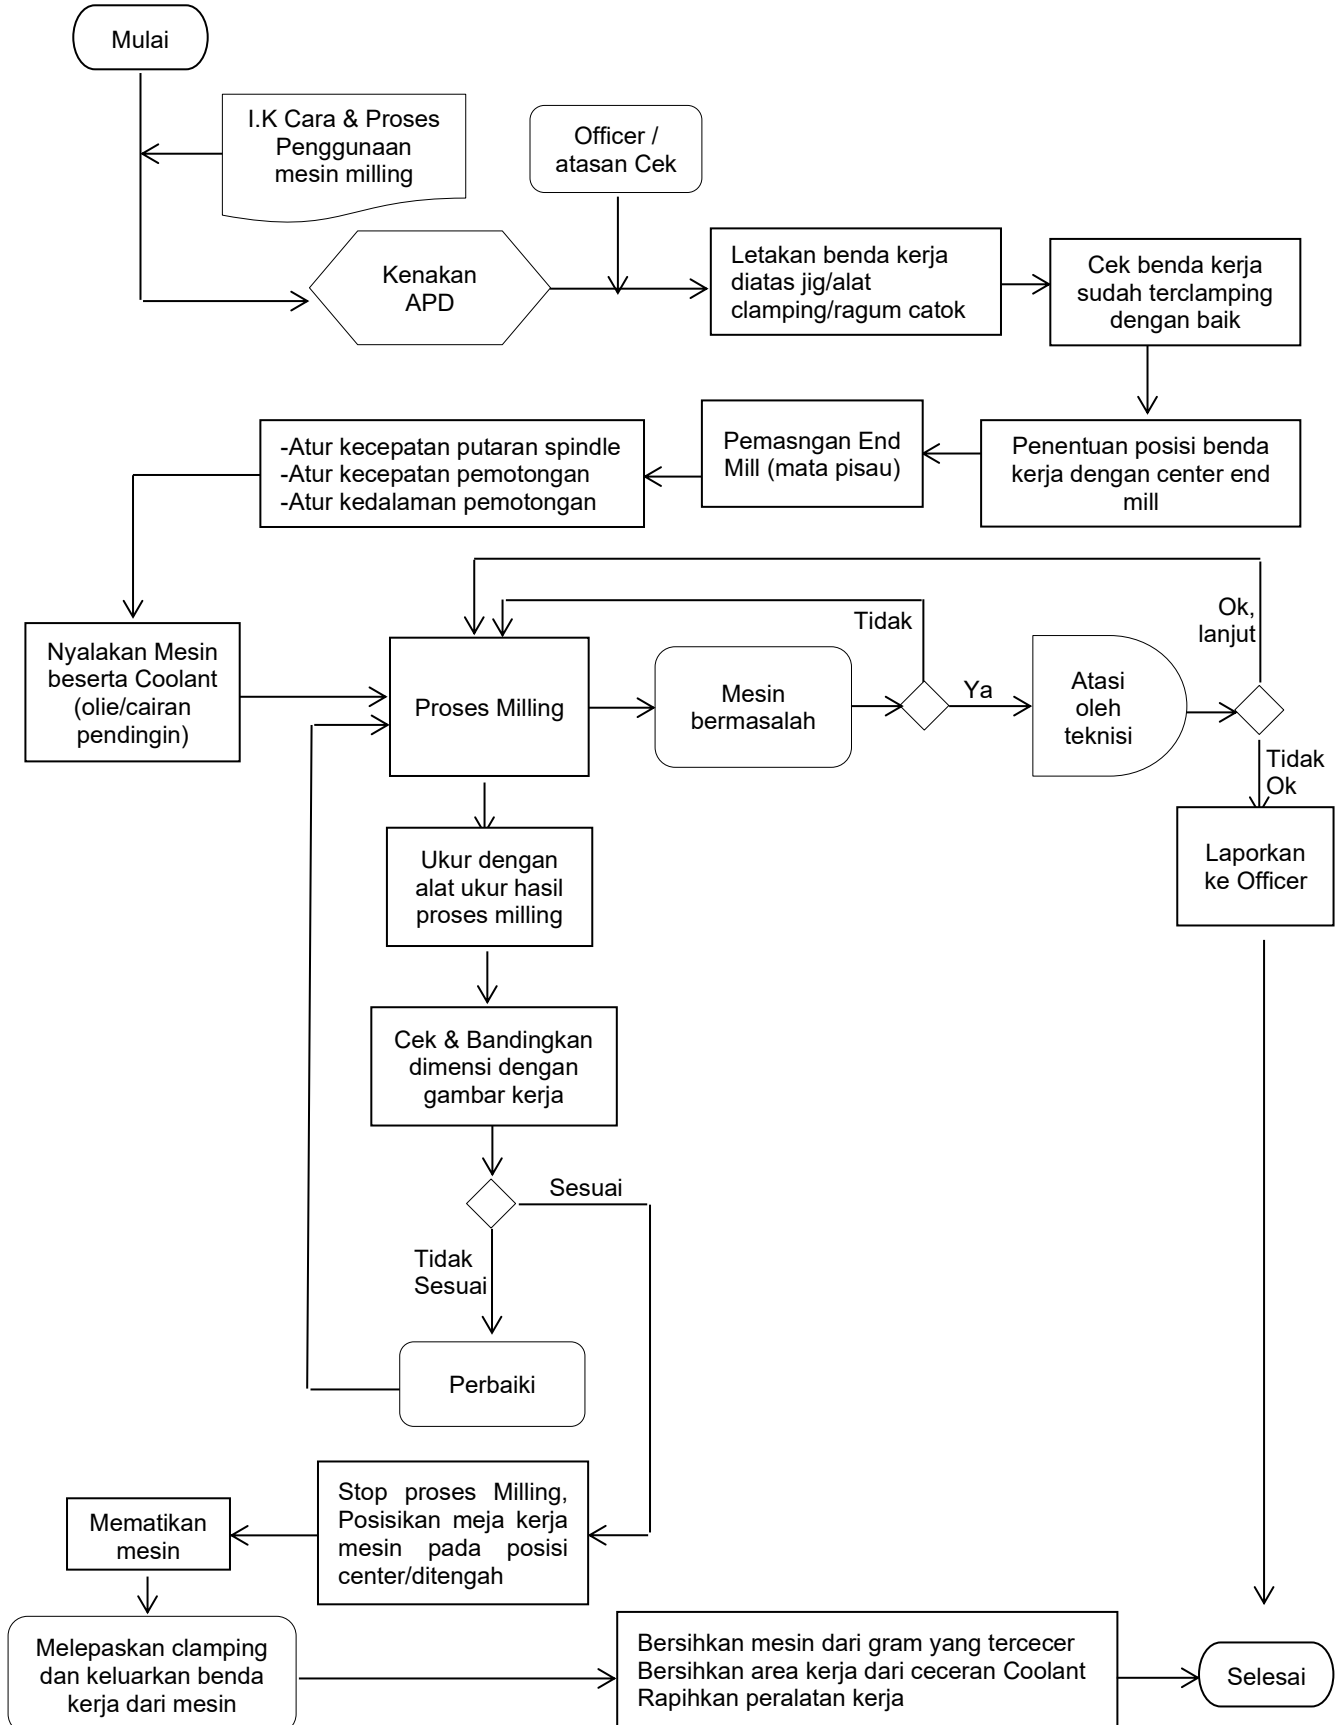 Mulai
I.K Cara & Proses
Penggunaan
mesin milling
Officer /
atasan Cek
Kenakan
APD
Letakan benda kerja
diatas jig/alat
clamping/ragum catok
Cek benda kerja
sudah terclamping
dengan baik
Penentuan posisi benda
kerja dengan center end
mill
Pemasngan End
Mill (mata pisau)
-Atur kecepatan putaran spindle
-Atur kecepatan pemotongan
-Atur kedalaman pemotongan
Nyalakan Mesin
beserta Coolant
(olie/cairan
pendingin)
Proses Milling
Mesin
bermasalah
Tidak
Ya
Atasi
oleh
teknisi
Ok,
lanjut
Tidak
Ok
Laporkan
ke Officer
Ukur dengan
alat ukur hasil
proses milling
Cek & Bandingkan
dimensi dengan
gambar kerja
Sesuai
Tidak
Sesuai
Perbaiki
Stop proses Milling,
Posisikan meja kerja
mesin pada posisi
center/ditengah
Mematikan
mesin
Melepaskan clamping
dan keluarkan benda
kerja dari mesin
Bersihkan mesin dari gram yang tercecer
Bersihkan area kerja dari ceceran Coolant
Rapihkan peralatan kerja
Selesai